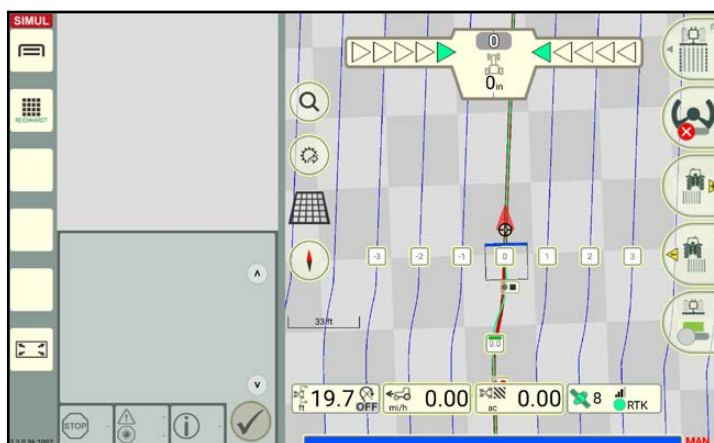 SIMUL
REICHHARDT
0
0in
-3 -2 -1 0 1 2 3
33ft
0.0
ft 19.7 OFF
mi/h 0.00
ac 0.00
8 RTK
STOP
MAN